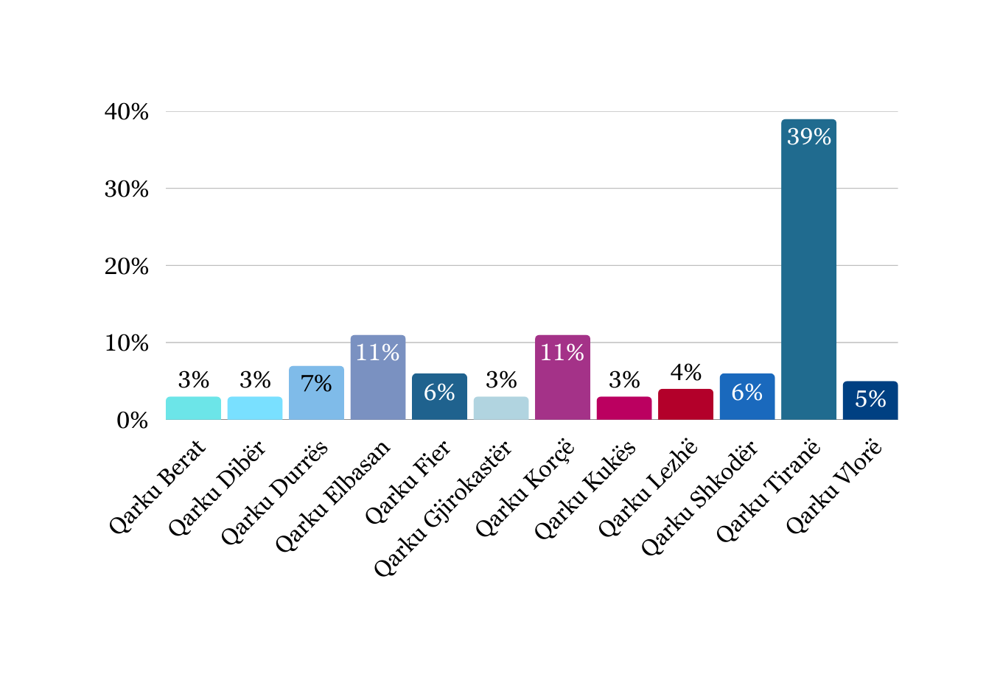 40%
30%
20%
10%
0%
3%
3%
7%
11%
6%
3%
11%
3%
4%
6%
39%
5%
Qarku Berat
Qarku Dibër
Qarku Durrës
Qarku Elbasan
Qarku Fier
Qarku Gjirokastër
Qarku Korçë
Qarku Kukës
Qarku Lezhë
Qarku Shkodër
Qarku Tiranë
Qarku Vlorë